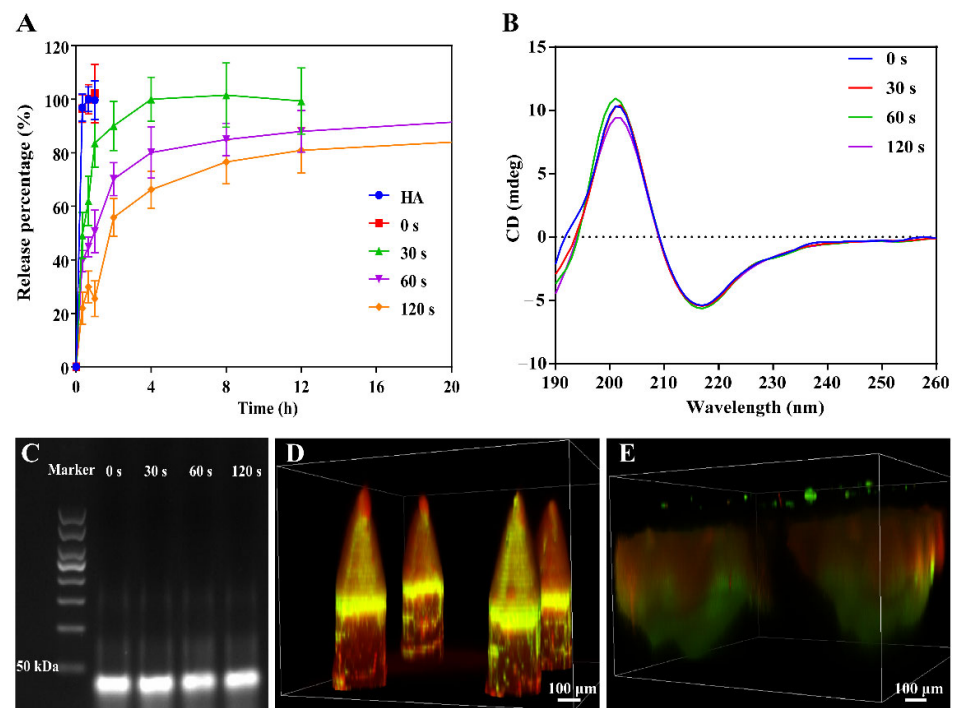 A
Release percentage (%)
120
100
80
60
40
20
0
0 4 8 12 16 20
Time (h)
HA
0 s
30 s
60 s
120 s
B
CD (mdeg)
15
10
5
0
−5
−10
190 200 210 220 230 240 250 260
Wavelength (nm)
0 s
30 s
60 s
120 s
C
Marker 0 s 30 s 60 s 120 s
50 kDa
D
100 μm
E
100 μm